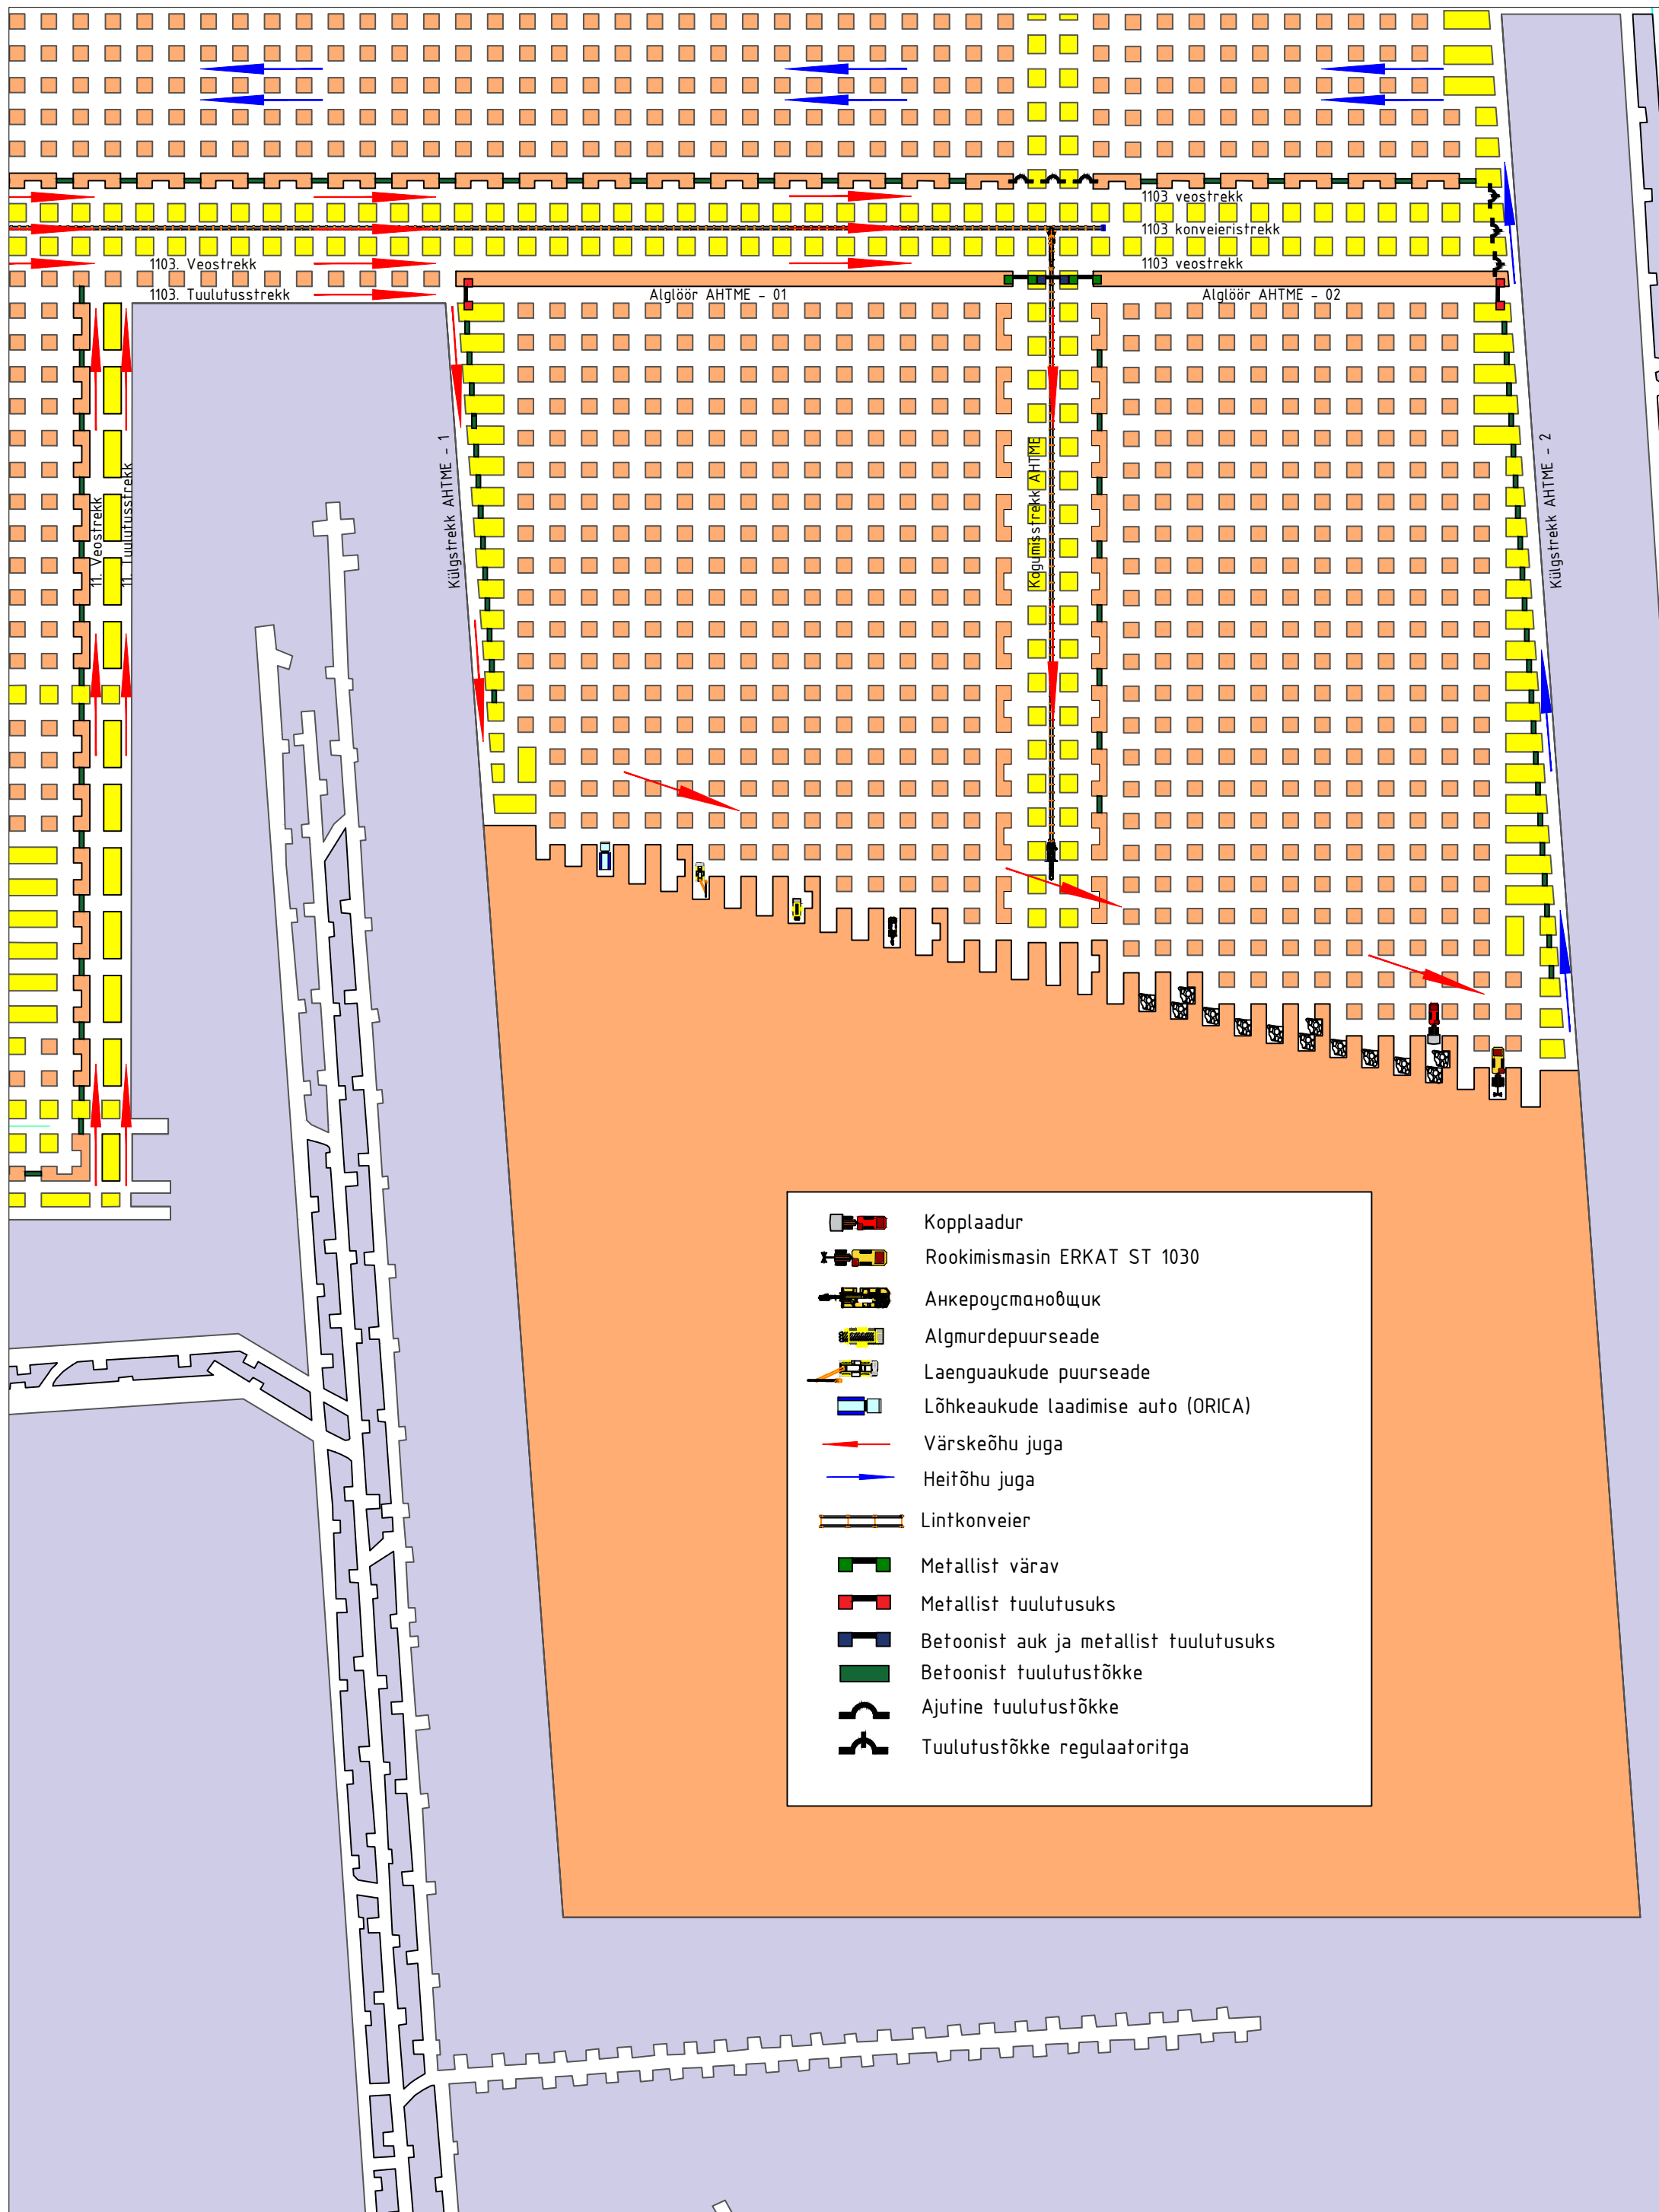 1103 veostrekk
1103 konveieristrekk
1103. Veostrekk
1103 veostrekk
1103. Tuulutusstrekk
Alglöör AHTME - 01
Alglöör AHTME - 02
11. Veostrekk
11. Tuulutusstrekk
Külgstrekk AHTME - 1
Kogumisstrekk AHTME
Külgstrekk AHTME - 2
Kopplaadur
Rookimismasin ERKAT ST 1030
Анкероустановщик
Algmurdepuurseade
Laenguaukude puurseade
Lõhkeaukude laadimise auto (ORICA)
Värskeõhu juga
Heitõhu juga
Lintkonveier
Metallist värav
Metallist tuulutusuks
Betoonist auk ja metallist tuulutusuks
Betoonist tuulutustõkke
Ajutine tuulutustõkke
Tuulutustõkke regulaatoritga